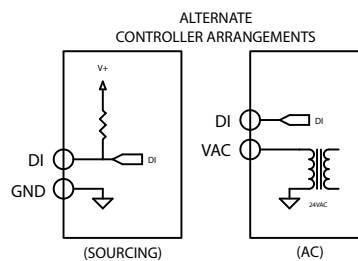 ALTERNATE
CONTROLLER ARRANGEMENTS
V+
DI
DI
GND
(SOURCING)
DI
DI
VAC
24VAC
(AC)